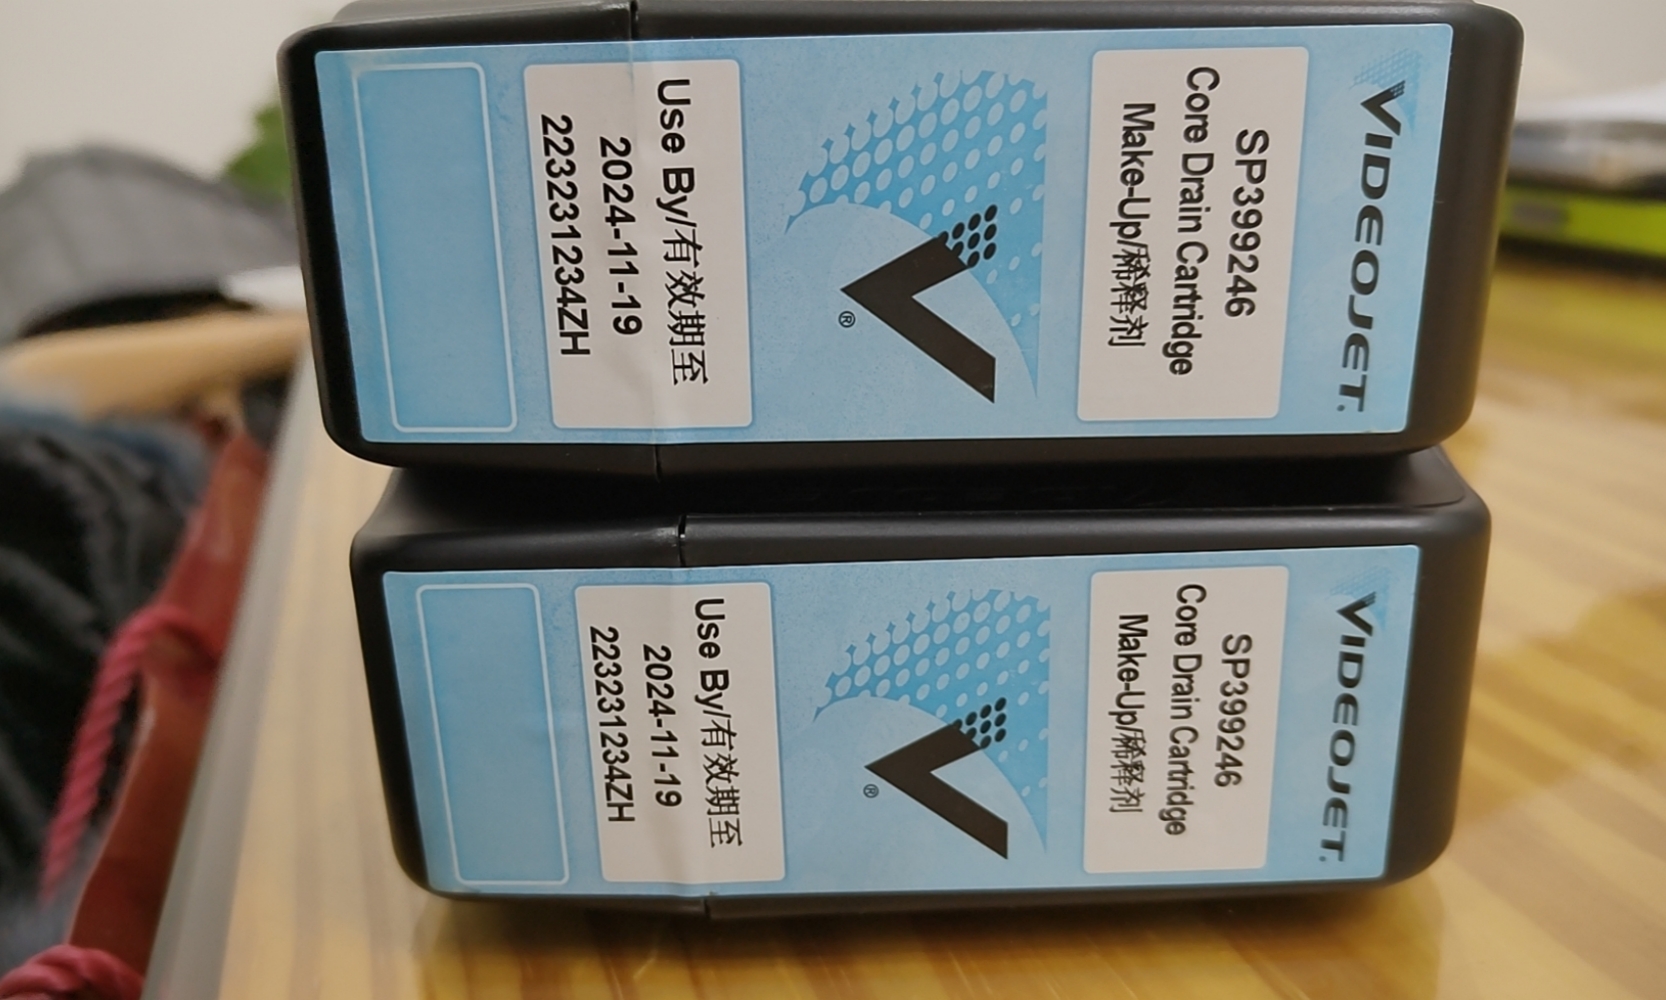 VIDEOJET
SP399246
Core Drain Cartridge
Make-Up/稀释剂
V
®
Use By/有效期至
2024-11-19
223231234ZH
VIDEOJET
SP399246
Core Drain Cartridge
Make-Up/稀释剂
V
®
Use By/有效期至
2024-11-19
223231234ZH